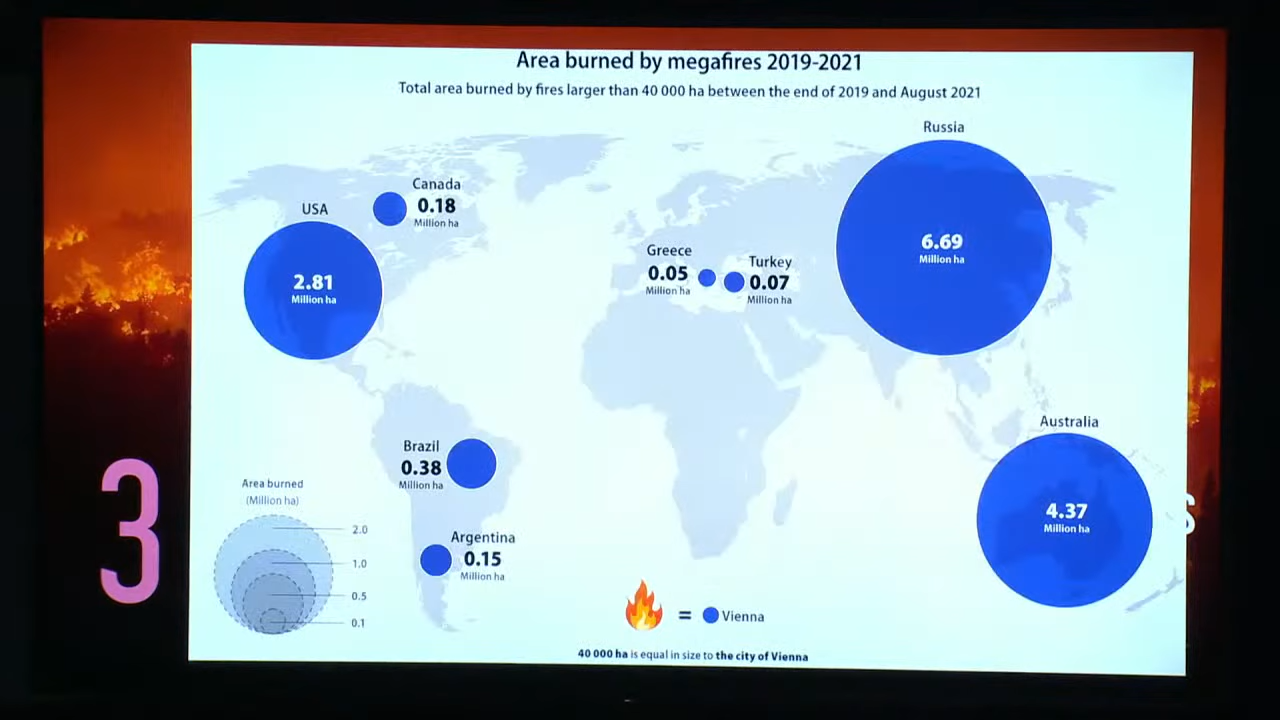 Area burned by megafires 2019-2021
Total area burned by fires larger than 40 000 ha between the end of 2019 and August 2021
Russia
6.69
Million ha
Canada
0.18
Million ha
USA
2.81
Million ha
Greece
0.05
Million ha
Turkey
0.07
Million ha
Australia
4.37
Million ha
Brazil
0.38
Million ha
Argentina
0.15
Million ha
Area burned
(Million ha)
2.0
1.0
0.5
0.1
3
s
= Vienna
40 000 ha is equal in size to the city of Vienna